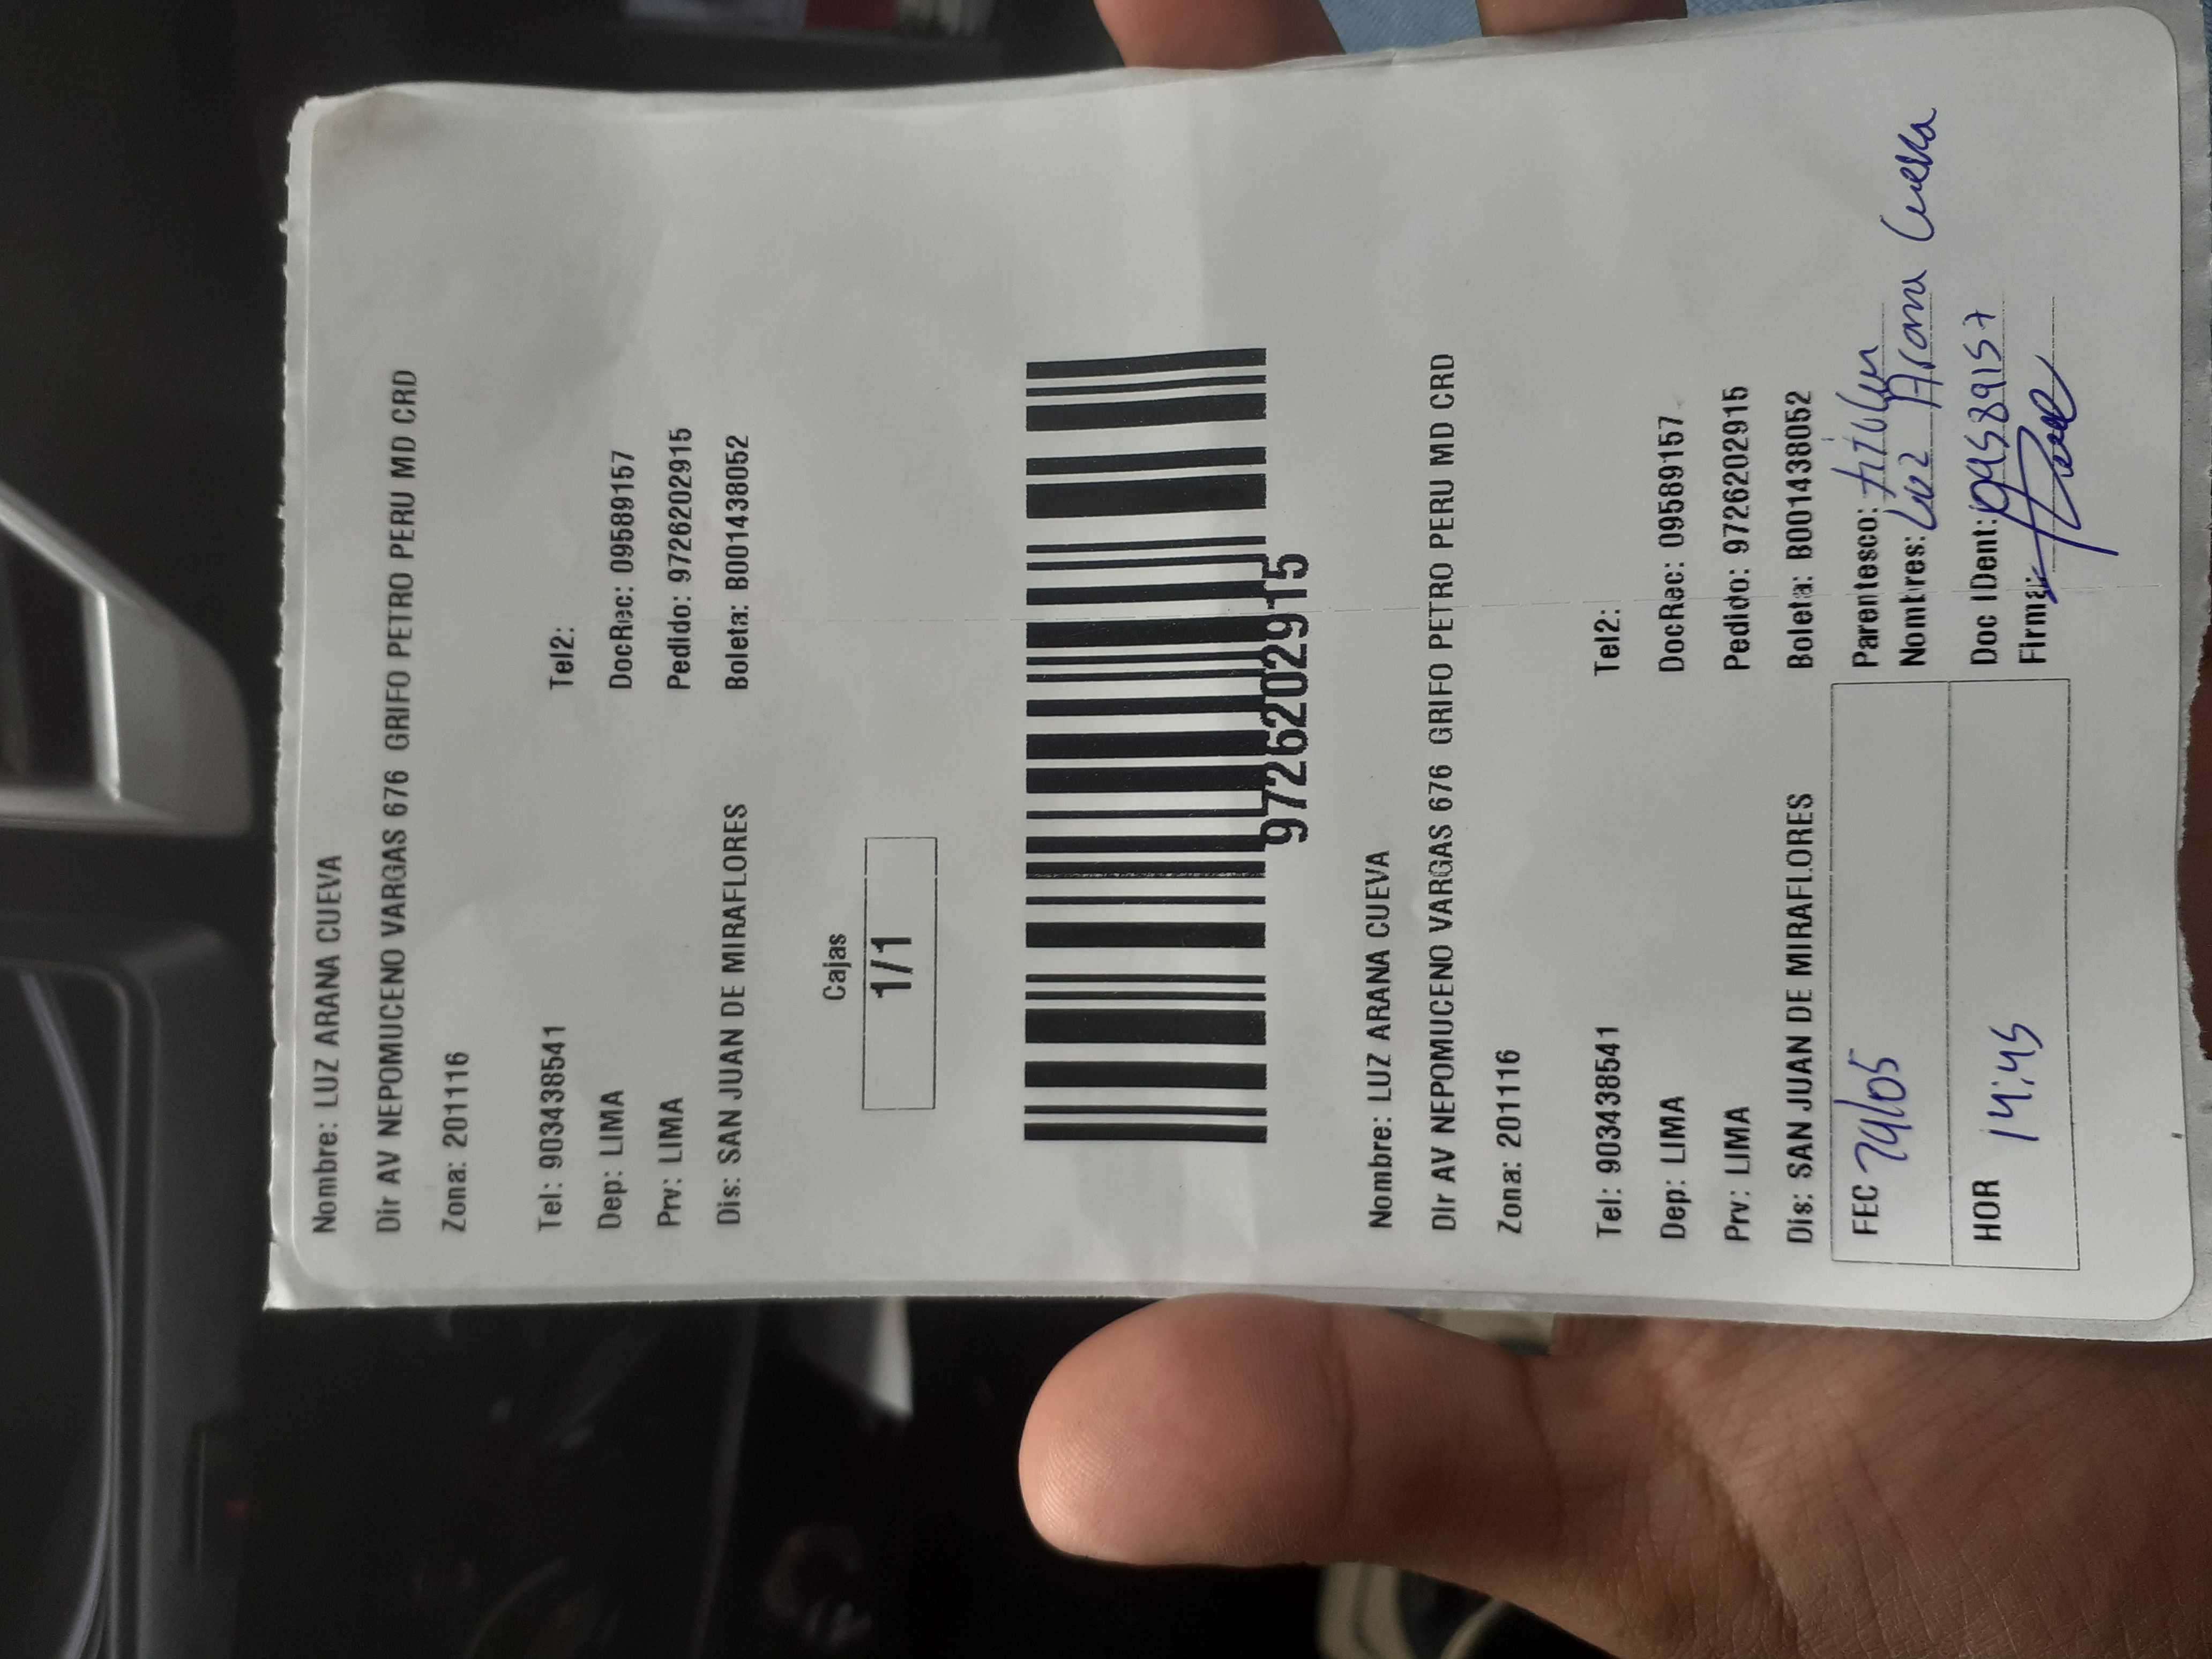 Nombre: LUZ ARANA CUEVA
Dir AV NEPOMUCENO VARGAS 676 GRIFO PETRO PERU MD CRD
Zona: 201116
Tel: 903438541 Tel2:
Dep: LIMA DocRec: 09589157
Prv: LIMA Pedido: 9726202915
Dis: SAN JUAN DE MIRAFLORES Boleta: B001438052
Cajas
1/1
9726202915
Nombre: LUZ ARANA CUEVA
Dir AV NEPOMUCENO VARGAS 676 GRIFO PETRO PERU MD CRD
Zona: 201116
Tel: 903438541 Tel2:
Dep: LIMA DocRec: 09589157
Prv: LIMA Pedido: 9726202915
Dis: SAN JUAN DE MIRAFLORES Boleta: B001438052
FEC 24/05 Parentesco: titular
Nombres: Luz Arana Cueva
HOR 14:45 Doc IDent: 09589157
Firma: